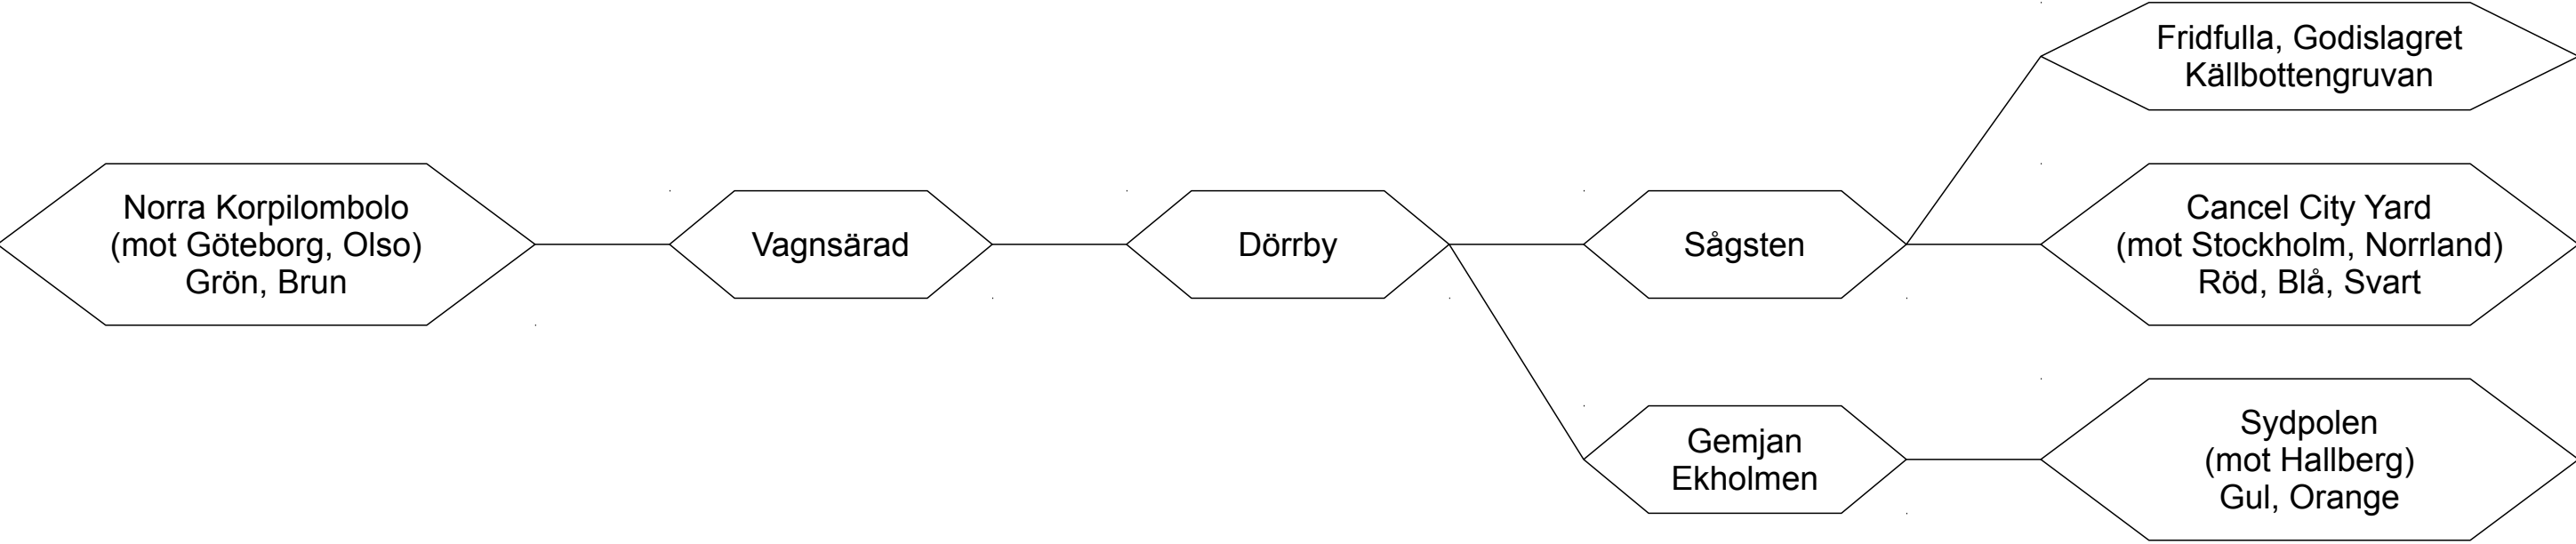 Norra Korpilombolo
(mot Göteborg, Olso)
Grön, Brun
Vagnsärad
Dörrby
Sågsten
Gemjan
Ekholmen
Fridfulla, Godislagret
Källbottengruvan
Cancel City Yard
(mot Stockholm, Norrland)
Röd, Blå, Svart
Sydpolen
(mot Hallberg)
Gul, Orange